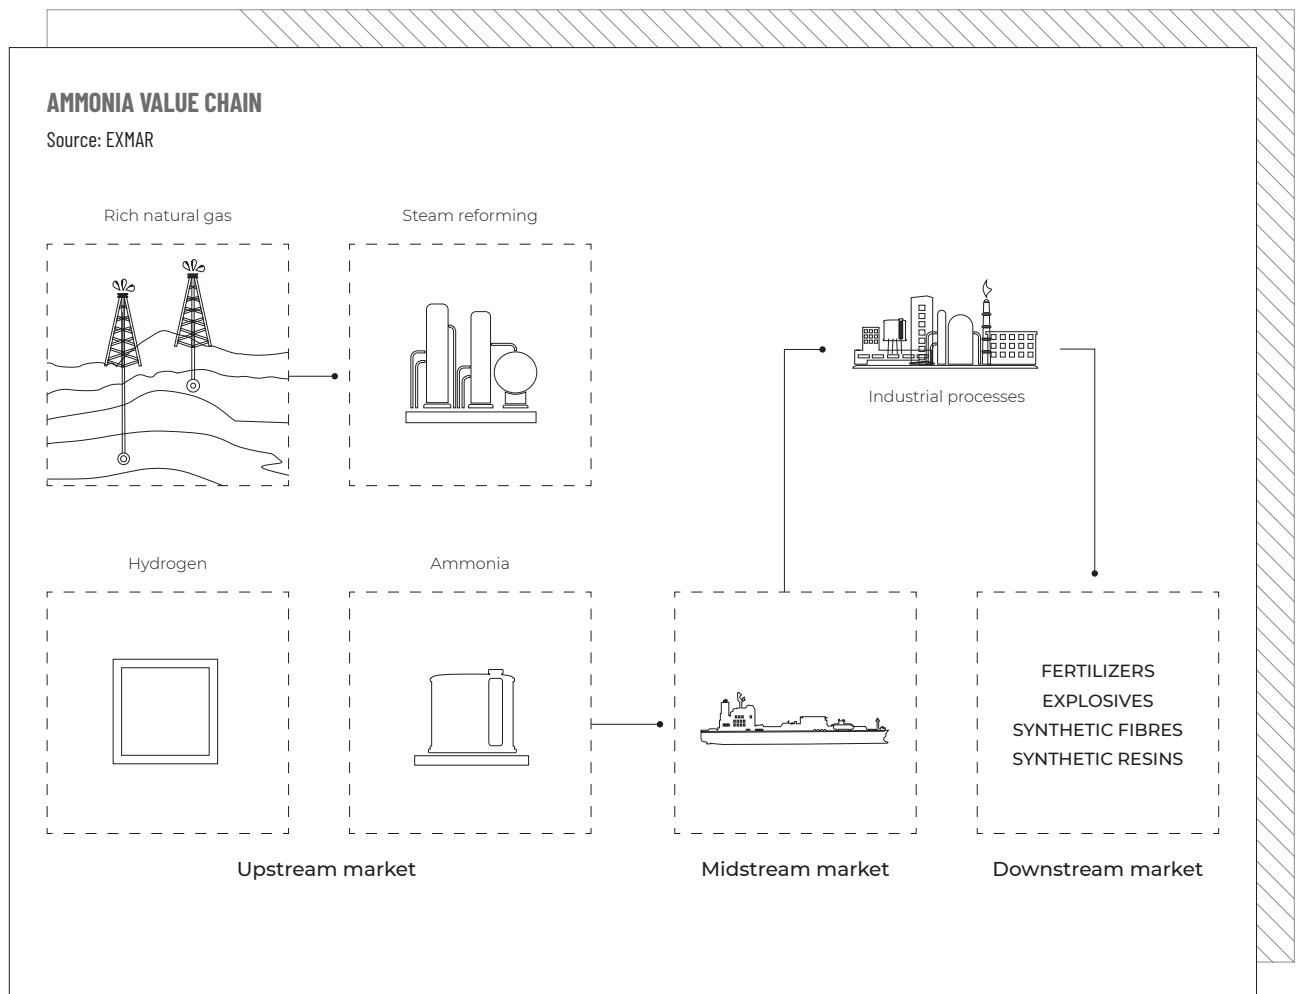 AMMONIA VALUE CHAIN
Source: EXMAR
Rich natural gas
Steam reforming
Industrial processes
Hydrogen
Ammonia
FERTILIZERS
EXPLOSIVES
SYNTHETIC FIBRES
SYNTHETIC RESINS
Upstream market
Midstream market
Downstream market